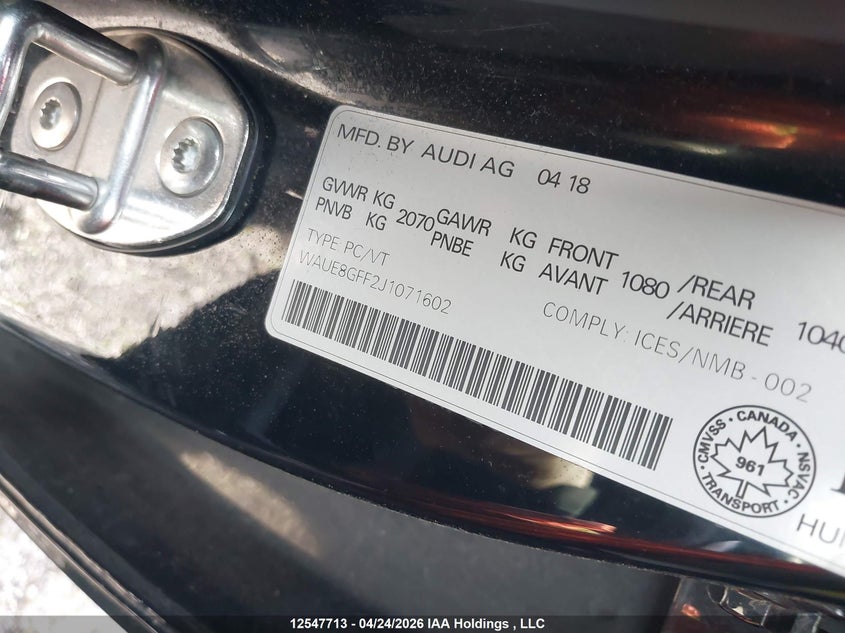 MFD. BY AUDI AG 04 18
GVWR KG 2070 GAWR KG FRONT 1080 /REAR
PNVB KG PNBE KG AVANT /ARRIERE 1040
TYPE: PC/VT
WAUE8GFF2J1071602
COMPLY: ICES/NMB-002
CMVSS · CANADA · NSVAC · TRANSPORT ·
961
12547713 - 04/24/2026 IAA Holdings , LLC